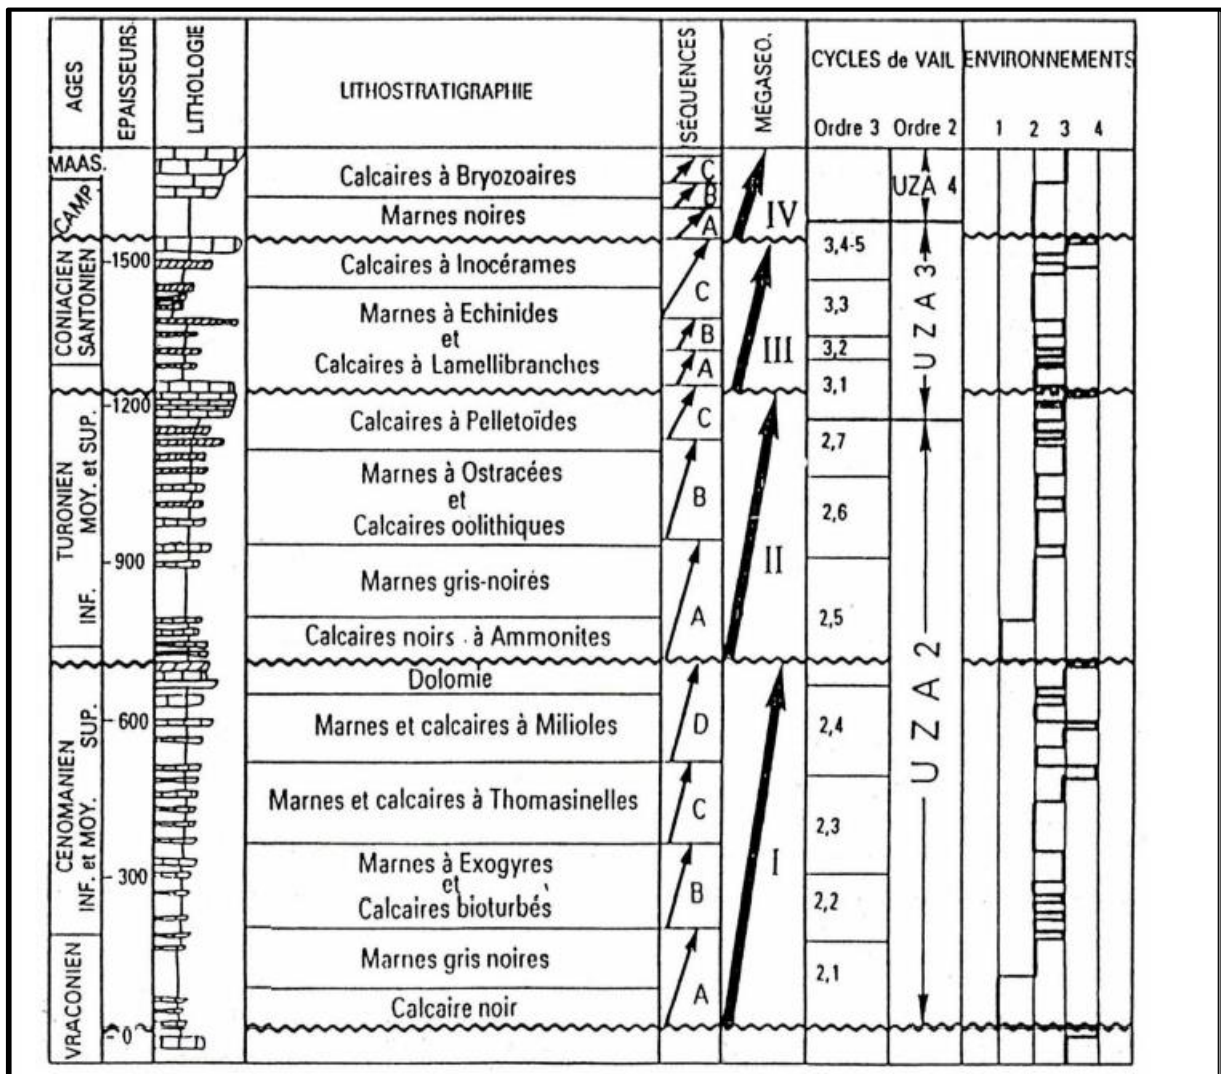 AGES
EPAISSEURS
LITHOLOGIE
LITHOSTRATIGRAPHIE
SÉQUENCES
MÉGASEQ.
CYCLES de VAIL
Ordre 3 Ordre 2
ENVIRONNEMENTS
1 2 3 4
MAAS.
CAMP.
CONIACIEN
SANTONIEN
TURONIEN
INF. MOY. et SUP.
CENOMANIEN
INF. et MOY. SUP.
VRACONIEN
1500
1200
900
600
300
0
Calcaires à Bryozoaires
Marnes noires
Calcaires à Inocérames
Marnes à Echinides
et
Calcaires à Lamellibranches
Calcaires à Pelletoïdes
Marnes à Ostracées
et
Calcaires oolithiques
Marnes gris-noirés
Calcaires noirs à Ammonites
Dolomie
Marnes et calcaires à Milioles
Marnes et calcaires à Thomasinelles
Marnes à Exogyres
et
Calcaires bioturbés
Marnes gris noires
Calcaire noir
C
B
A
C
B
A
C
B
A
D
C
B
A
IV
III
II
I
3,4-5
3,3
3,2
3,1
2,7
2,6
2,5
2,4
2,3
2,2
2,1
UZA 4
UZA 3
UZA 2